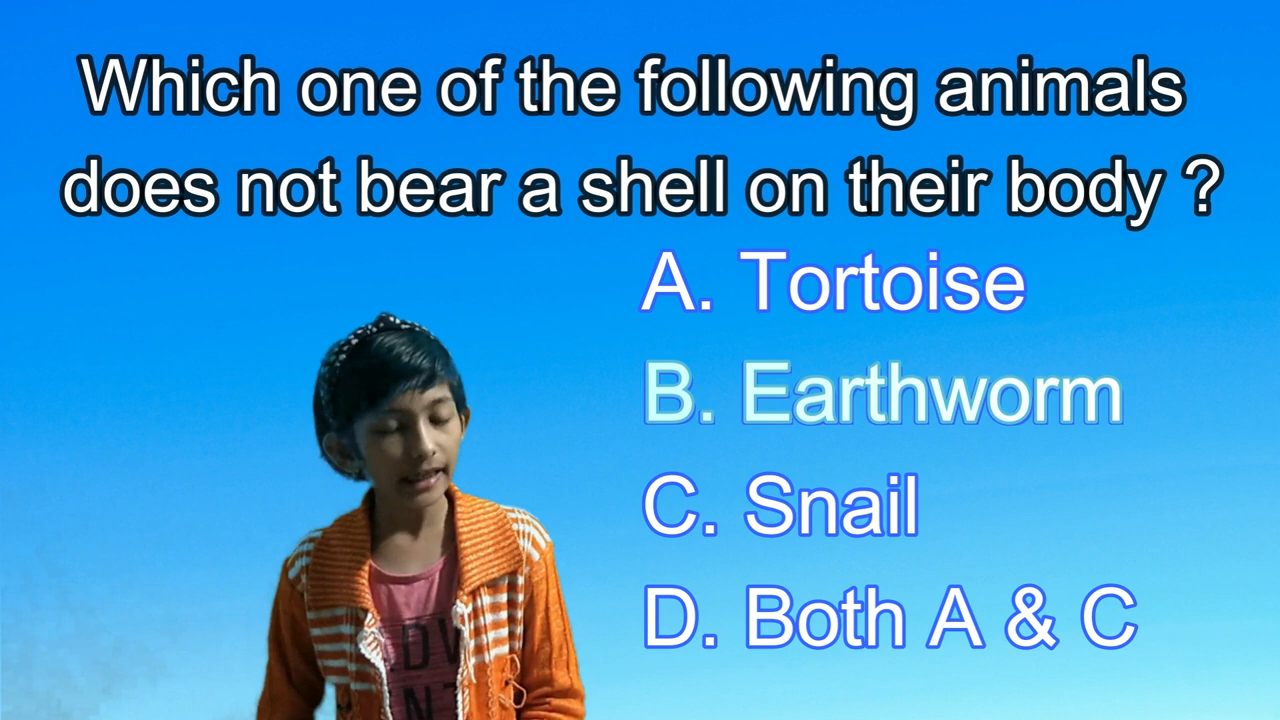 Which one of the following animals
does not bear a shell on their body ?
A. Tortoise
B. Earthworm
C. Snail
D. Both A & C